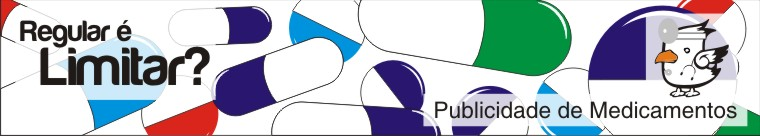 Regular é
Limitar?
Publicidade de Medicamentos